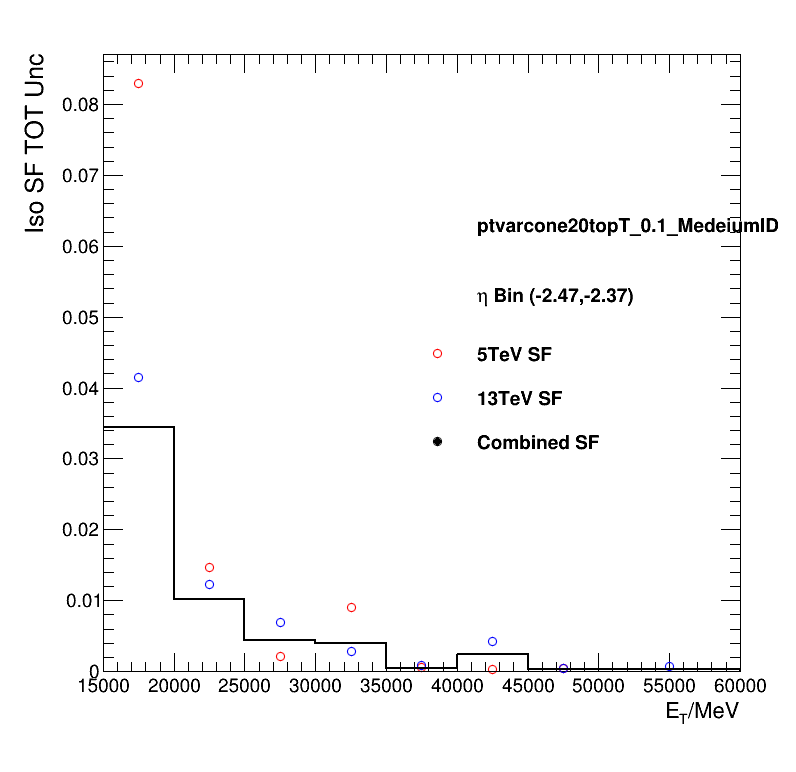 Iso SF TOT Unc
0.08
0.07
ptvarcone20topT_0.1_MedeiumID
0.06
η Bin (-2.47,-2.37)
0.05
5TeV SF
0.04
13TeV SF
Combined SF
0.03
0.02
0.01
0
15000 20000 25000 30000 35000 40000 45000 50000 55000 60000
E_T/MeV